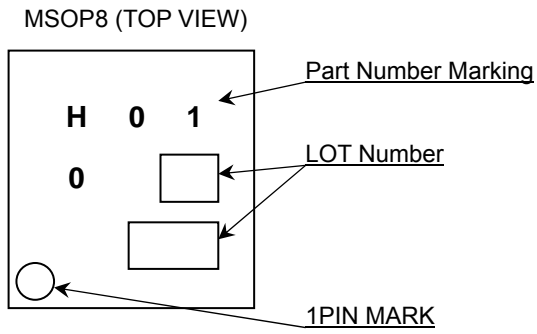 MSOP8 (TOP VIEW)
Part Number Marking
H 0 1
LOT Number
0
1PIN MARK